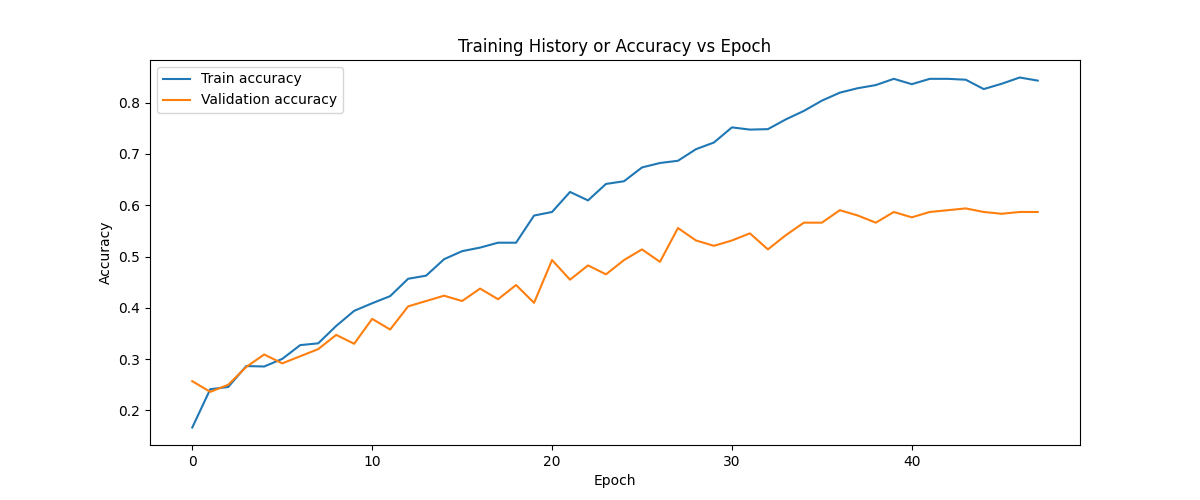 Training History or Accuracy vs Epoch
Train accuracy
Validation accuracy
Accuracy
0.8
0.7
0.6
0.5
0.4
0.3
0.2
0 10 20 30 40
Epoch